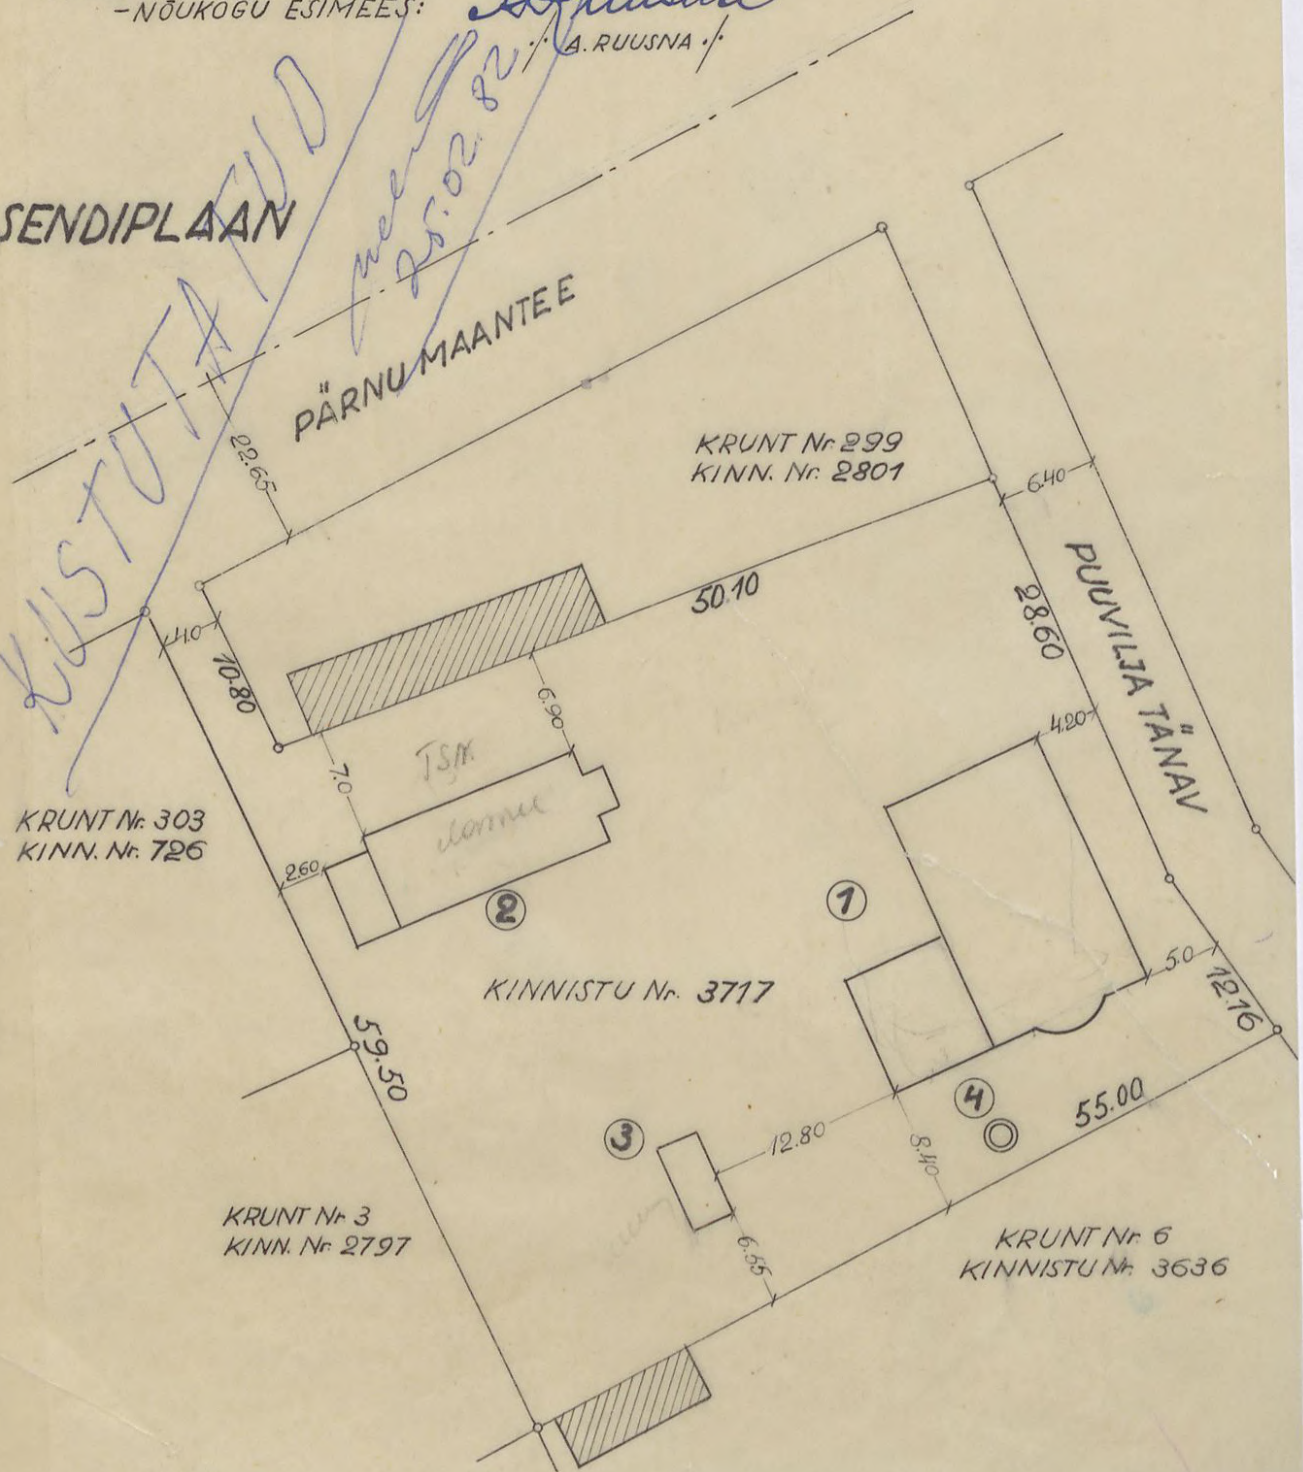 -NÕUKOGU ESIMEES:
·/· A. RUUSNA ·/·
KUSTUTATUD
25.02.82.
SENDIPLAAN
PÄRNU MAANTEE
22.65
KRUNT Nr. 299
KINN. Nr. 2801
6.40
50.10
28.60
PUUVILJA TÄNAV
4.0
10.80
6.90
7.0
4.20
KRUNT Nr. 303
KINN. Nr. 726
2.60
2
1
KINNISTU Nr. 3717
5.0
12.16
59.50
4
55.00
3
12.80
8.40
KRUNT Nr 3
KINN. Nr 2797
6.55
KRUNT Nr. 6
KINNISTU Nr. 3636